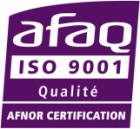 afaq
ISO 9001
Qualité
AFNOR CERTIFICATION